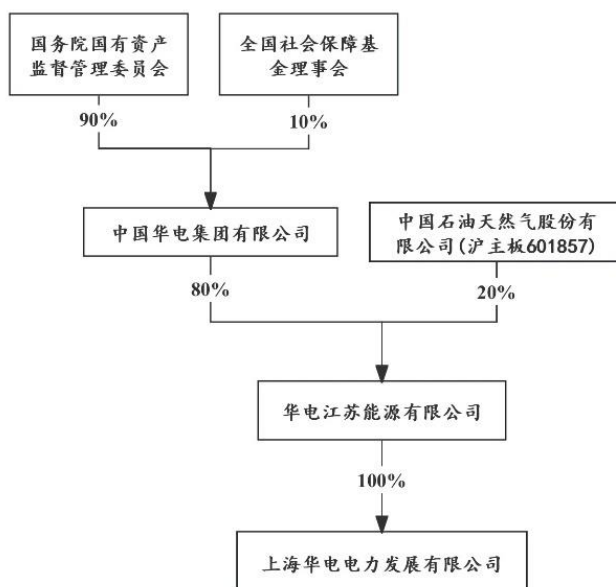 国务院国有资产
监督管理委员会
全国社会保障基
金理事会
90%
10%
中国华电集团有限公司
中国石油天然气股份有
限公司(沪主板601857)
80%
20%
华电江苏能源有限公司
100%
上海华电电力发展有限公司